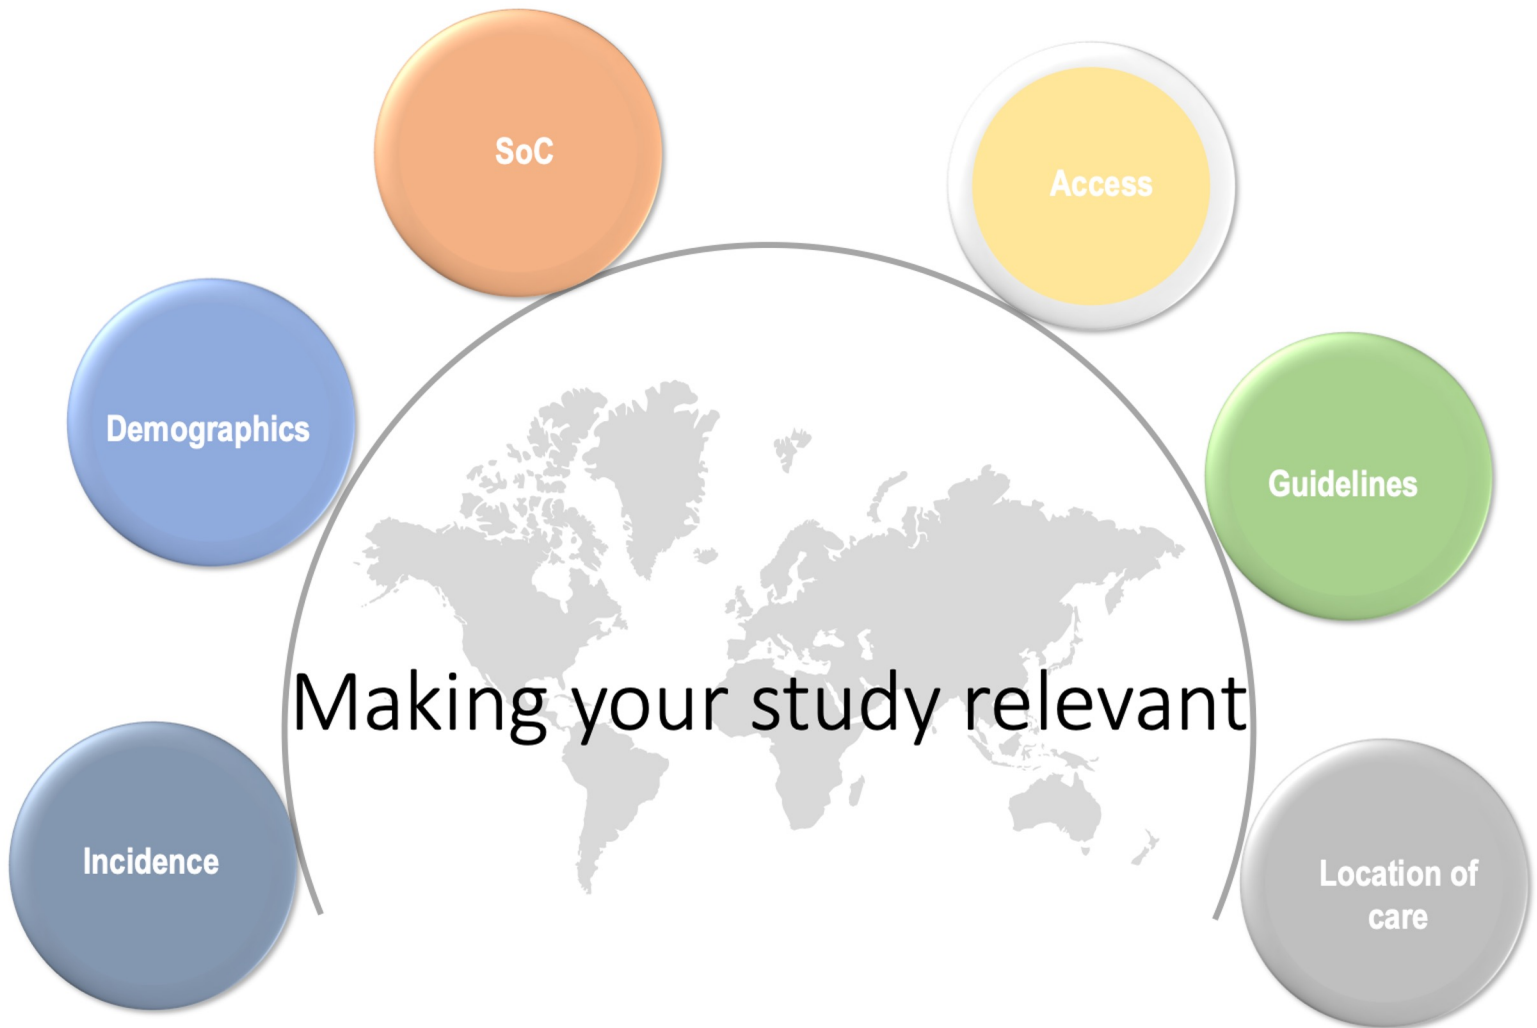 SoC
Access
Demographics
Guidelines
Making your study relevant
Incidence
Location of
care